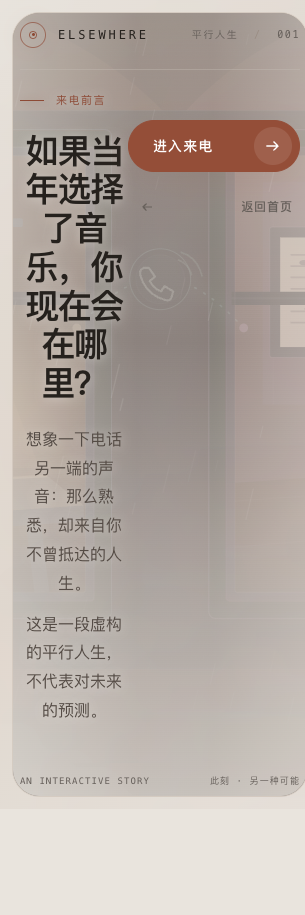 ELSEWHERE
平行人生 / 001
来电前言
如果当
年选择
了音
乐，你
现在会
在哪
里？
进入来电 →
← 返回首页
想象一下电话
另一端的声
音：那么熟
悉，却来自你
不曾抵达的人
生。
这是一段虚构
的平行人生，
不代表对未来
的预测。
AN INTERACTIVE STORY
此刻 · 另一种可能